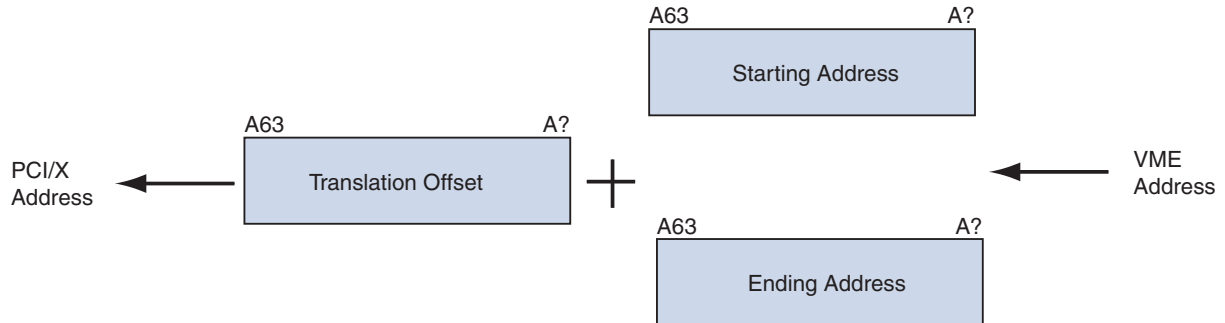 A63 A?
Starting Address
A63 A?
Translation Offset
PCI/X
Address
+
VME
Address
A63 A?
Ending Address